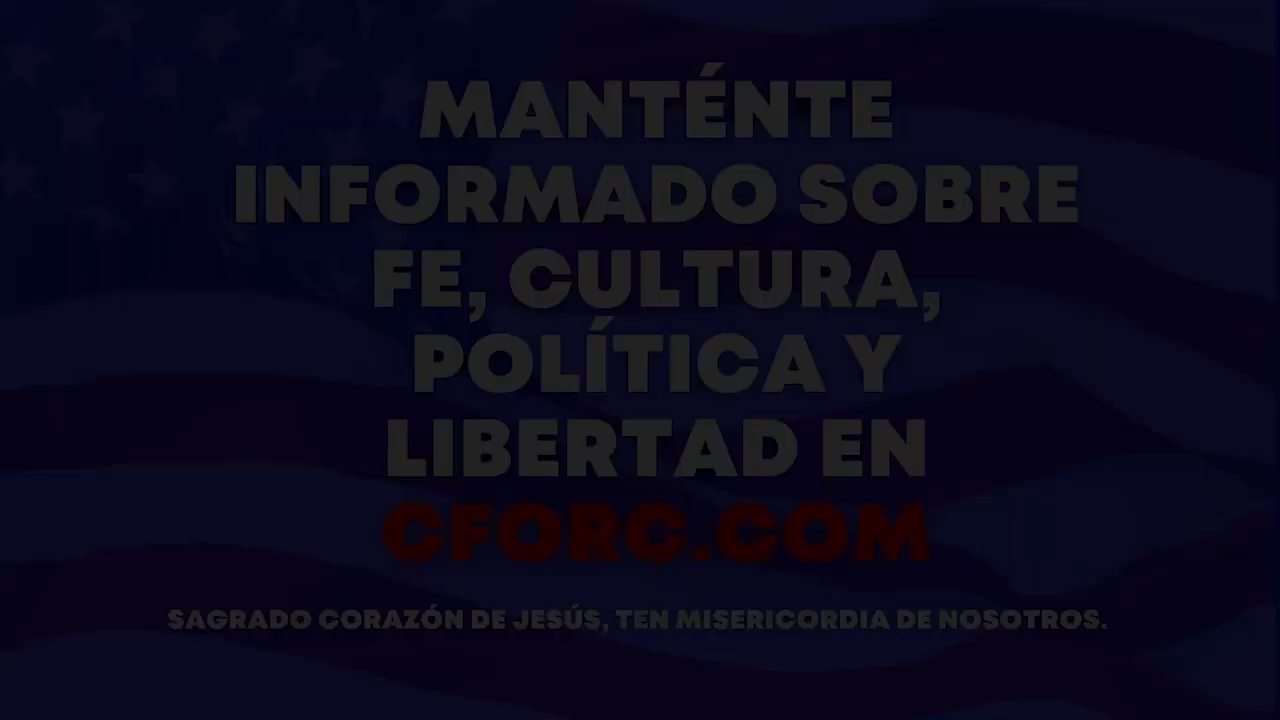 MANTÉNTE
INFORMADO SOBRE
FE, CULTURA,
POLÍTICA Y
LIBERTAD EN
CFORC.COM
SAGRADO CORAZÓN DE JESÚS, TEN MISERICORDIA DE NOSOTROS.